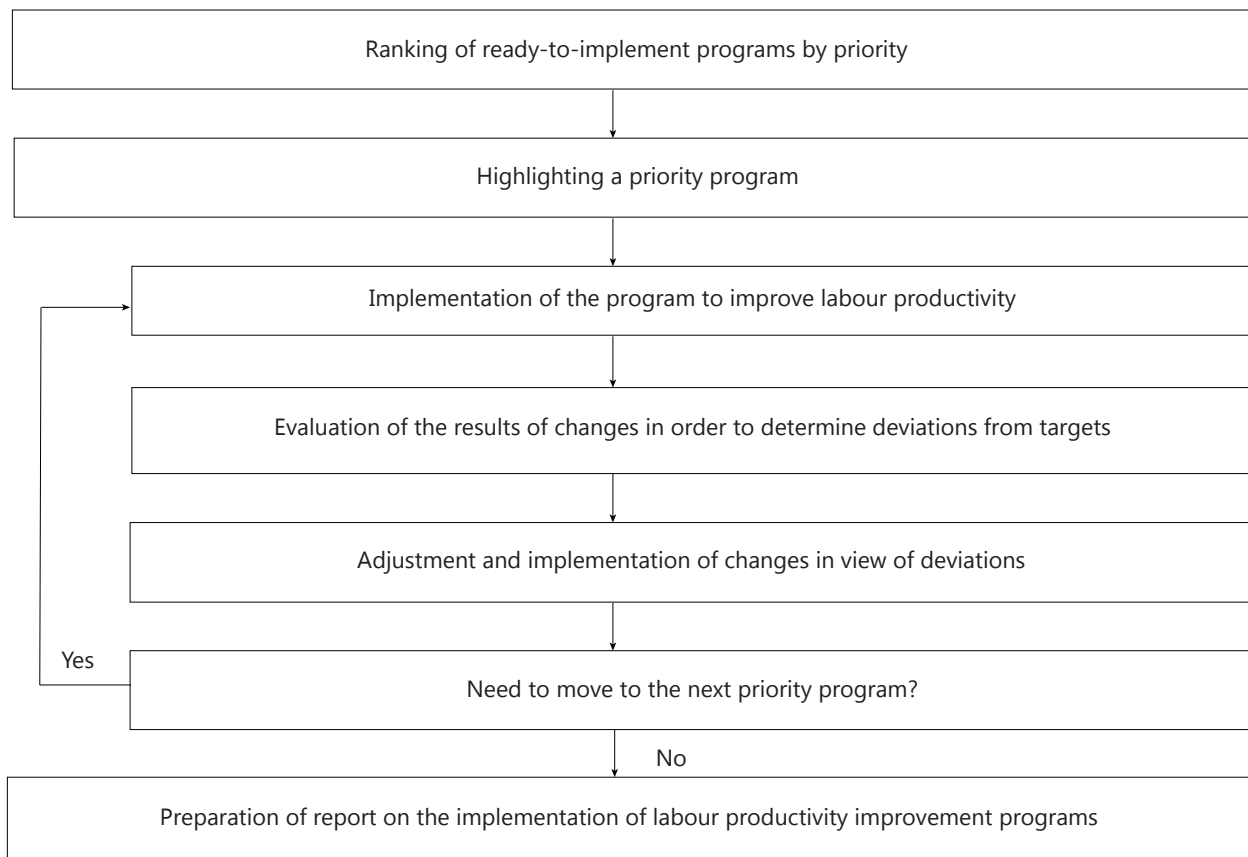 Ranking of ready-to-implement programs by priority
Highlighting a priority program
Implementation of the program to improve labour productivity
Evaluation of the results of changes in order to determine deviations from targets
Adjustment and implementation of changes in view of deviations
Yes
Need to move to the next priority program?
No
Preparation of report on the implementation of labour productivity improvement programs